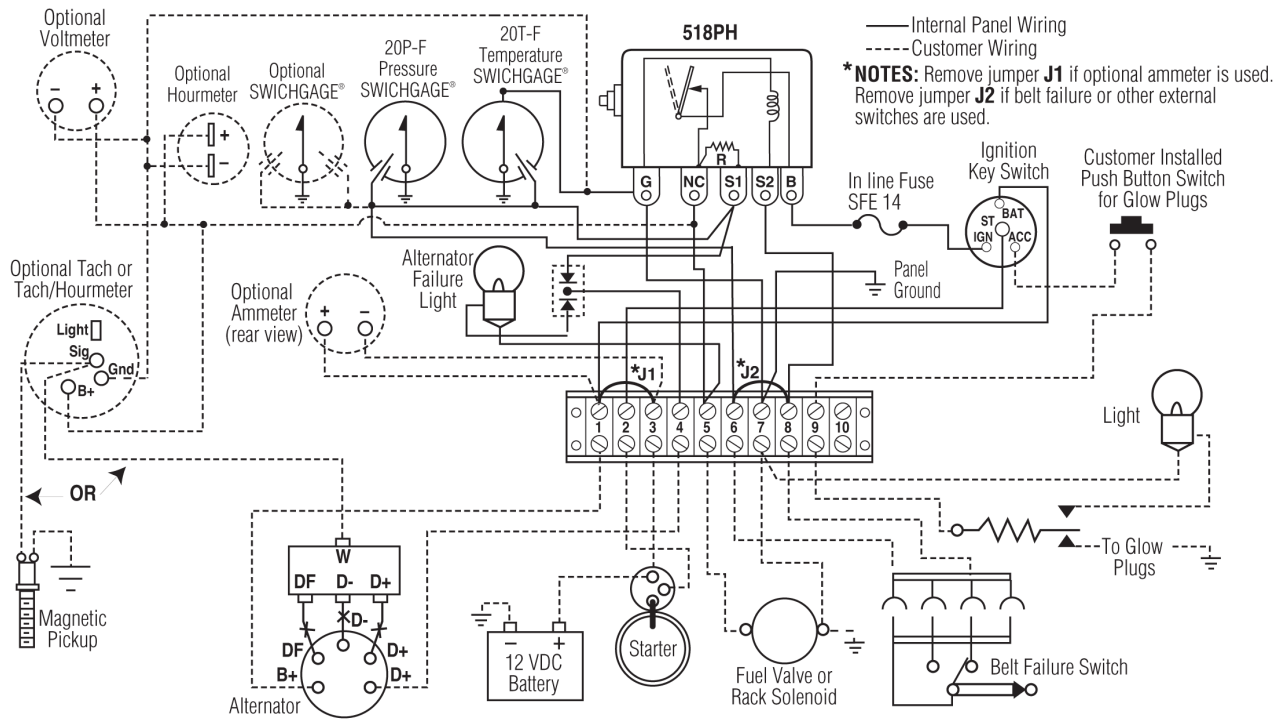 Optional
Voltmeter
−
+
Optional
Hourmeter
+
−
Optional
SWICHGAGE®
20P-F
Pressure
SWICHGAGE®
20T-F
Temperature
SWICHGAGE®
518PH
R
G
NC
S1
S2
B
Internal Panel Wiring
Customer Wiring
*NOTES: Remove jumper J1 if optional ammeter is used.
Remove jumper J2 if belt failure or other external
switches are used.
In line Fuse
SFE 14
Ignition
Key Switch
BAT
ST
IGN
ACC
Customer Installed
Push Button Switch
for Glow Plugs
Optional Tach or
Tach/Hourmeter
Light
Sig
Gnd
B+
Optional
Ammeter
(rear view)
+
−
Alternator
Failure
Light
Panel
Ground
*J1
*J2
1
2
3
4
5
6
7
8
9
10
Light
OR
Magnetic
Pickup
W
DF
D-
D+
D-
DF
D+
B+
D+
Alternator
−
+
12 VDC
Battery
Starter
Fuel Valve or
Rack Solenoid
To Glow
Plugs
Belt Failure Switch